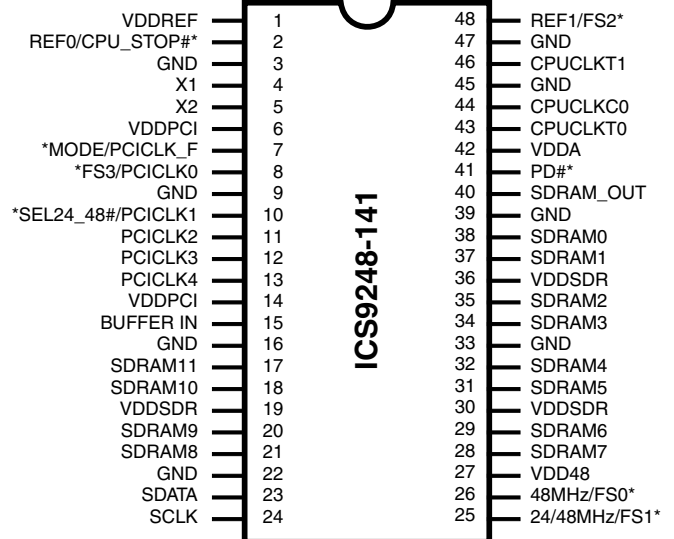 VDDREF 1 48 REF1/FS2*
REF0/CPU_STOP#* 2 47 GND
GND 3 46 CPUCLKT1
X1 4 45 GND
X2 5 44 CPUCLKC0
VDDPCI 6 43 CPUCLKT0
*MODE/PCICLK_F 7 42 VDDA
*FS3/PCICLK0 8 41 PD#*
GND 9 40 SDRAM_OUT
*SEL24_48#/PCICLK1 10 39 GND
PCICLK2 11 38 SDRAM0
PCICLK3 12 37 SDRAM1
PCICLK4 13 36 VDDSDR
VDDPCI 14 35 SDRAM2
BUFFER IN 15 34 SDRAM3
GND 16 33 GND
SDRAM11 17 32 SDRAM4
SDRAM10 18 31 SDRAM5
VDDSDR 19 30 VDDSDR
SDRAM9 20 29 SDRAM6
SDRAM8 21 28 SDRAM7
GND 22 27 VDD48
SDATA 23 26 48MHz/FS0*
SCLK 24 25 24/48MHz/FS1*
ICS9248-141